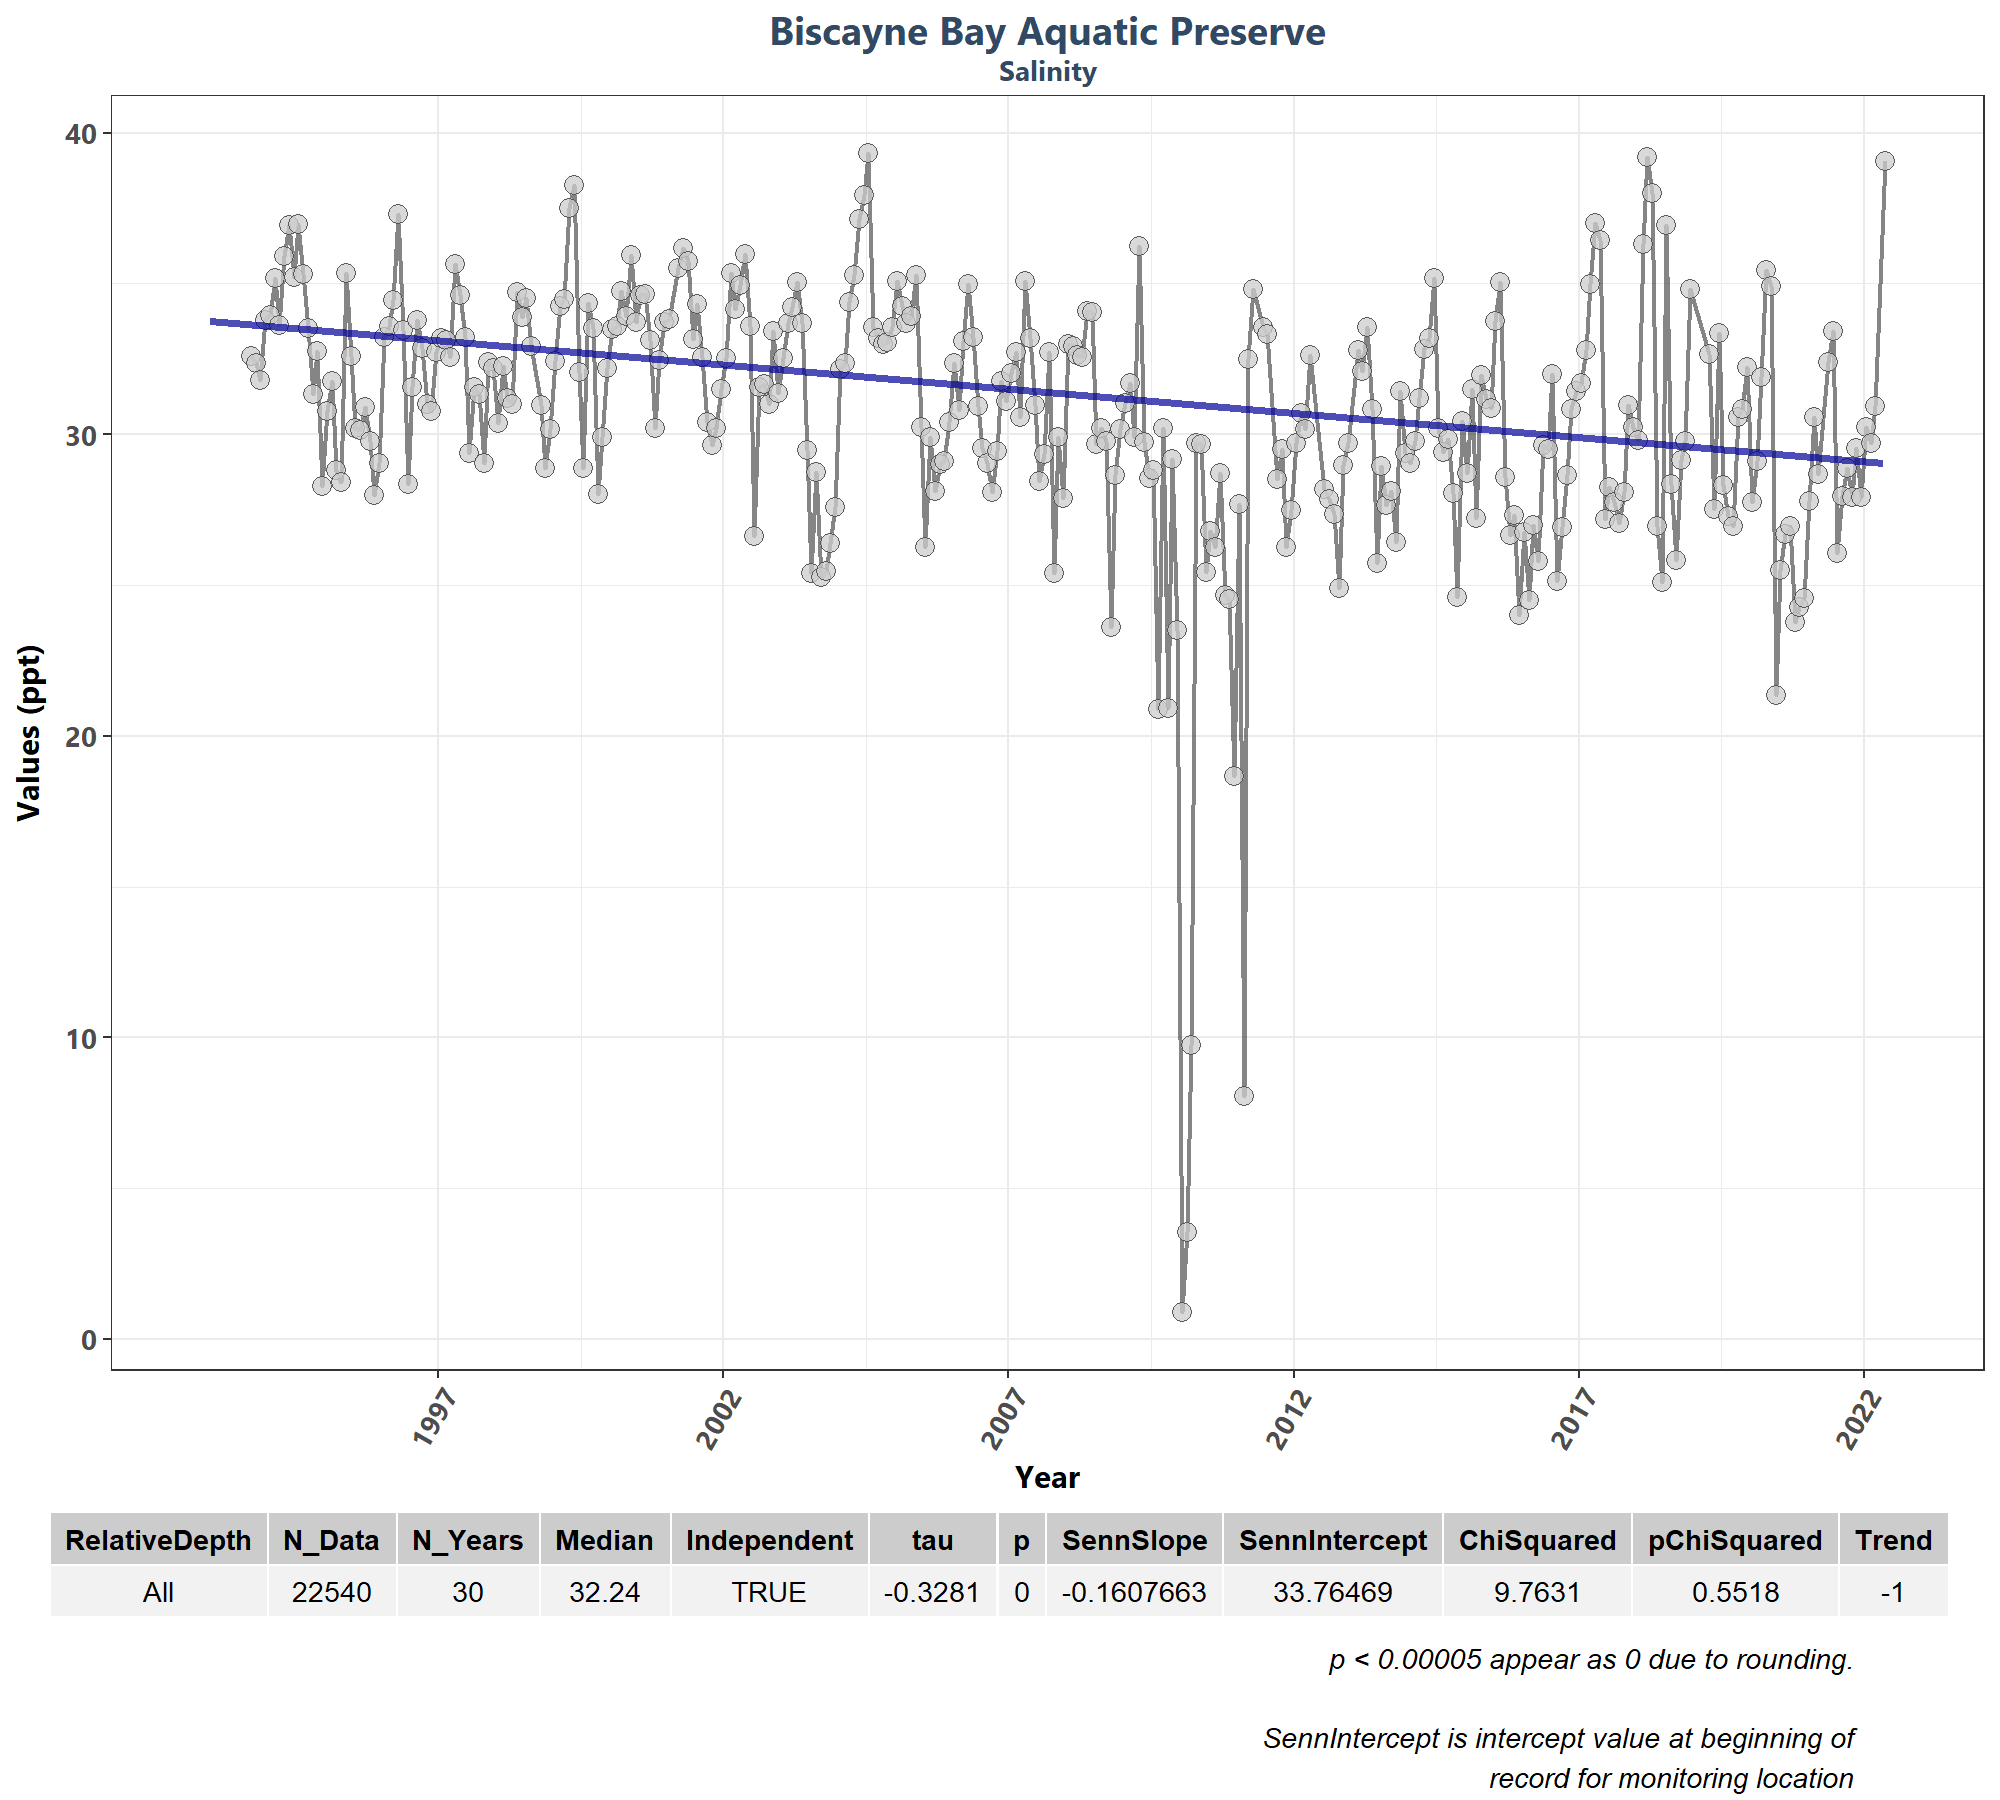 Biscayne Bay Aquatic Preserve
Salinity
Values (ppt)
40
30
20
10
0
1997 2002 2007 2012 2017 2022
Year
RelativeDepth N_Data N_Years Median Independent tau p SennSlope SennIntercept ChiSquared pChiSquared Trend
All 22540 30 32.24 TRUE -0.3281 0 -0.1607663 33.76469 9.7631 0.5518 -1
p < 0.00005 appear as 0 due to rounding.
SennIntercept is intercept value at beginning of
record for monitoring location